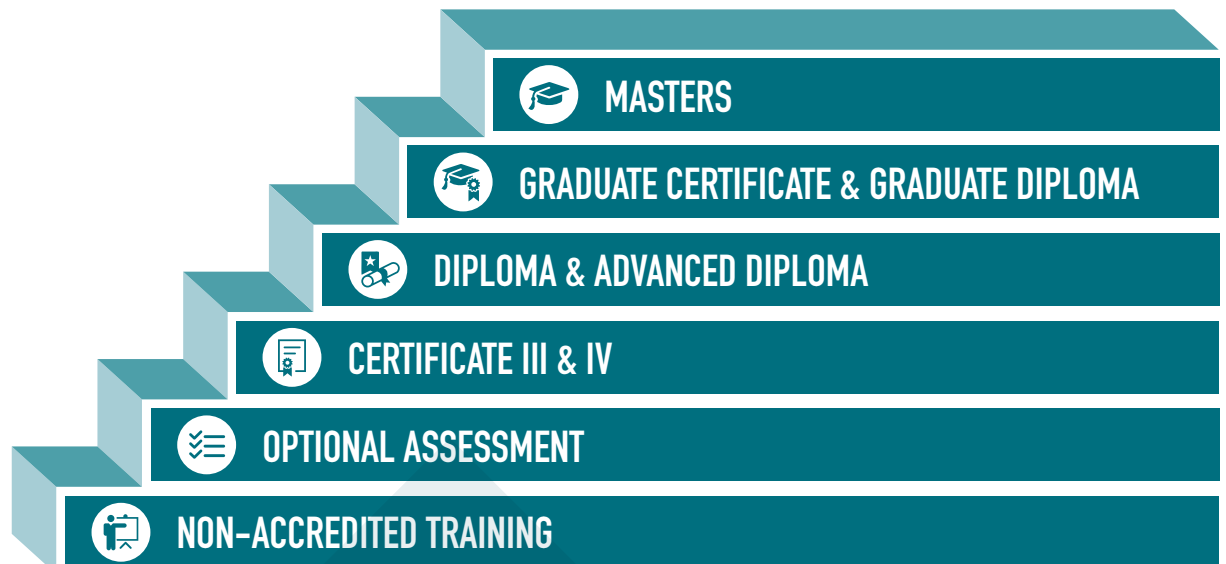 MASTERS
GRADUATE CERTIFICATE & GRADUATE DIPLOMA
DIPLOMA & ADVANCED DIPLOMA
CERTIFICATE III & IV
OPTIONAL ASSESSMENT
NON-ACCREDITED TRAINING